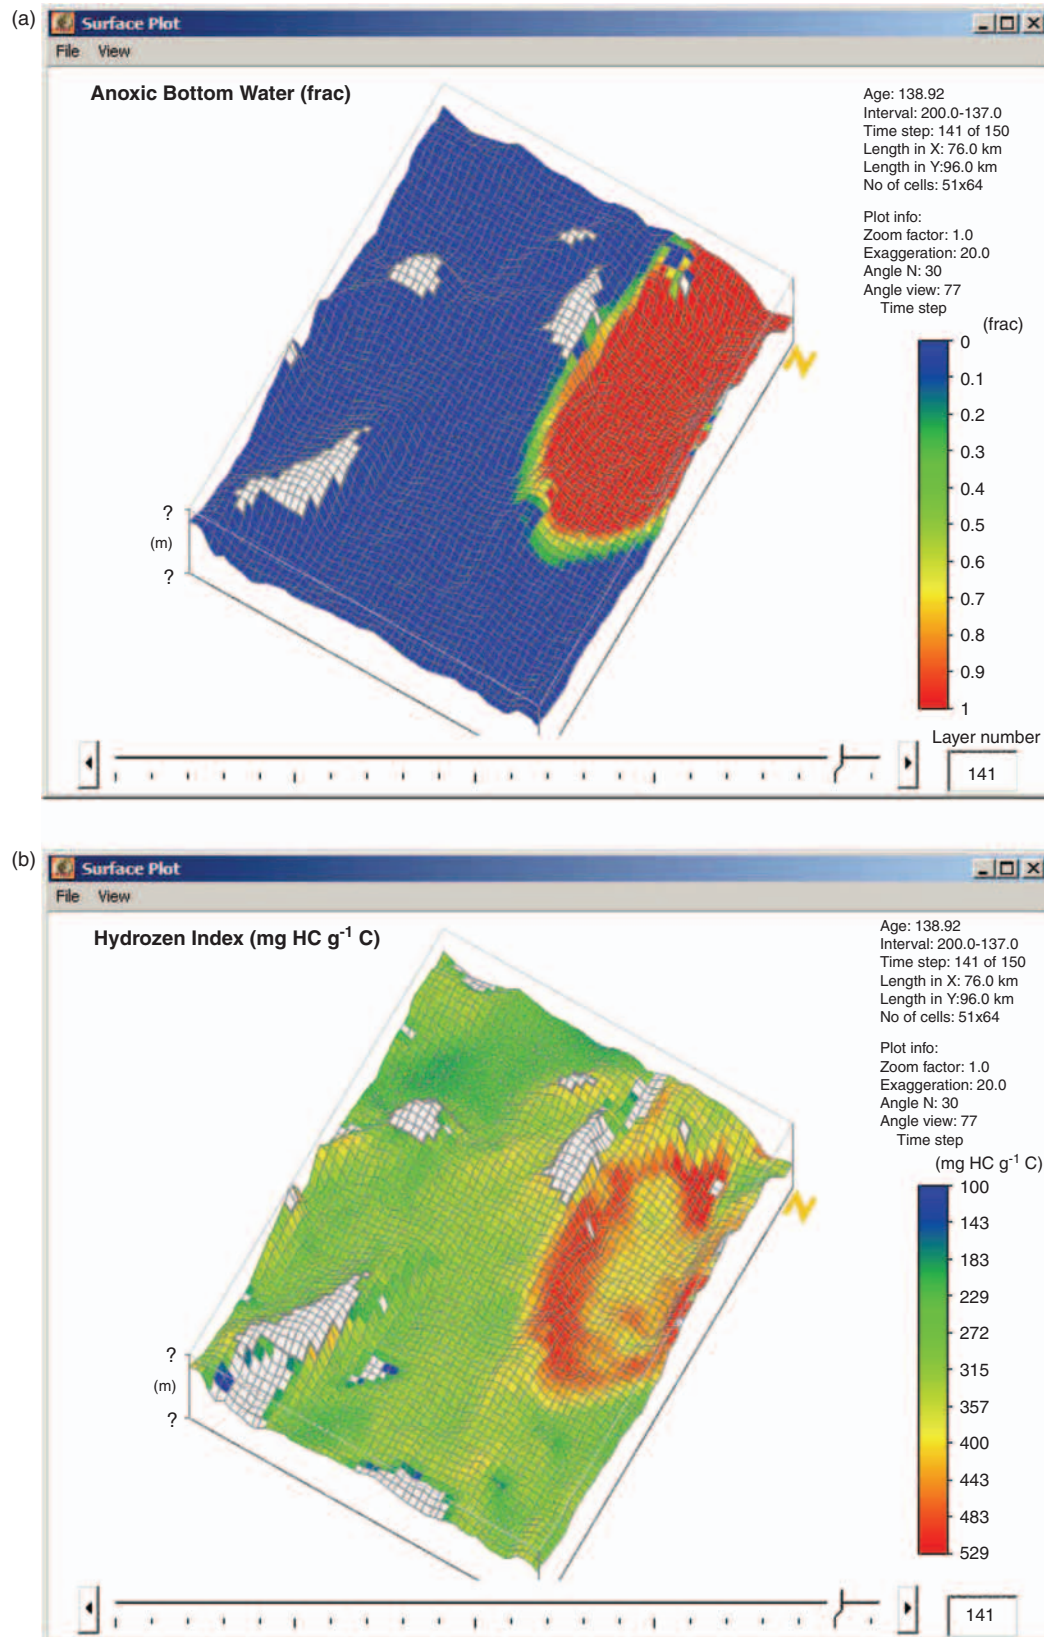 (a)
Surface Plot
File View
Anoxic Bottom Water (frac)
Age: 138.92
Interval: 200.0-137.0
Time step: 141 of 150
Length in X: 76.0 km
Length in Y:96.0 km
No of cells: 51x64
Plot info:
Zoom factor: 1.0
Exaggeration: 20.0
Angle N: 30
Angle view: 77
Time step
(frac)
0
0.1
0.2
0.3
0.4
0.5
0.6
0.7
0.8
0.9
1
N
?
(m)
?
Layer number
141
(b)
Surface Plot
File View
Hydrozen Index (mg HC g-1 C)
Age: 138.92
Interval: 200.0-137.0
Time step: 141 of 150
Length in X: 76.0 km
Length in Y:96.0 km
No of cells: 51x64
Plot info:
Zoom factor: 1.0
Exaggeration: 20.0
Angle N: 30
Angle view: 77
Time step
(mg HC g-1 C)
100
143
183
229
272
315
357
400
443
483
529
N
?
(m)
?
141